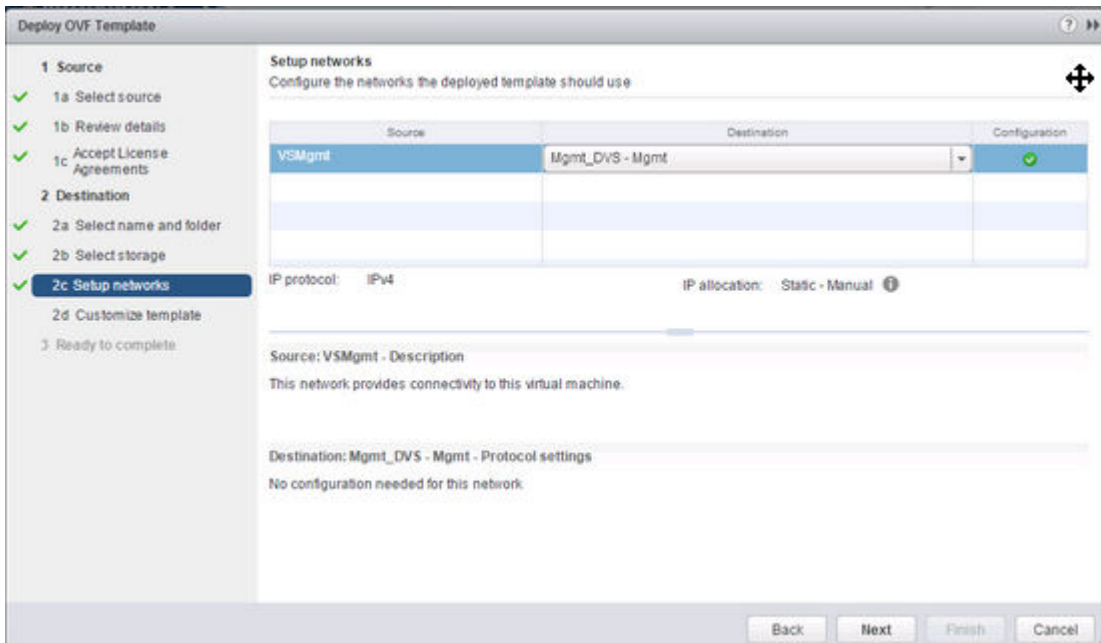 Deploy OVF Template
1 Source
1a Select source
1b Review details
1c Accept License
Agreements
2 Destination
2a Select name and folder
2b Select storage
2c Setup networks
2d Customize template
3 Ready to complete
Setup networks
Configure the networks the deployed template should use
Source Destination Configuration
VSMgmt Mgmt_DVS - Mgmt
IP protocol: IPv4 IP allocation: Static - Manual
Source: VSMgmt - Description
This network provides connectivity to this virtual machine.
Destination: Mgmt_DVS - Mgmt - Protocol settings
No configuration needed for this network
Back Next Finish Cancel